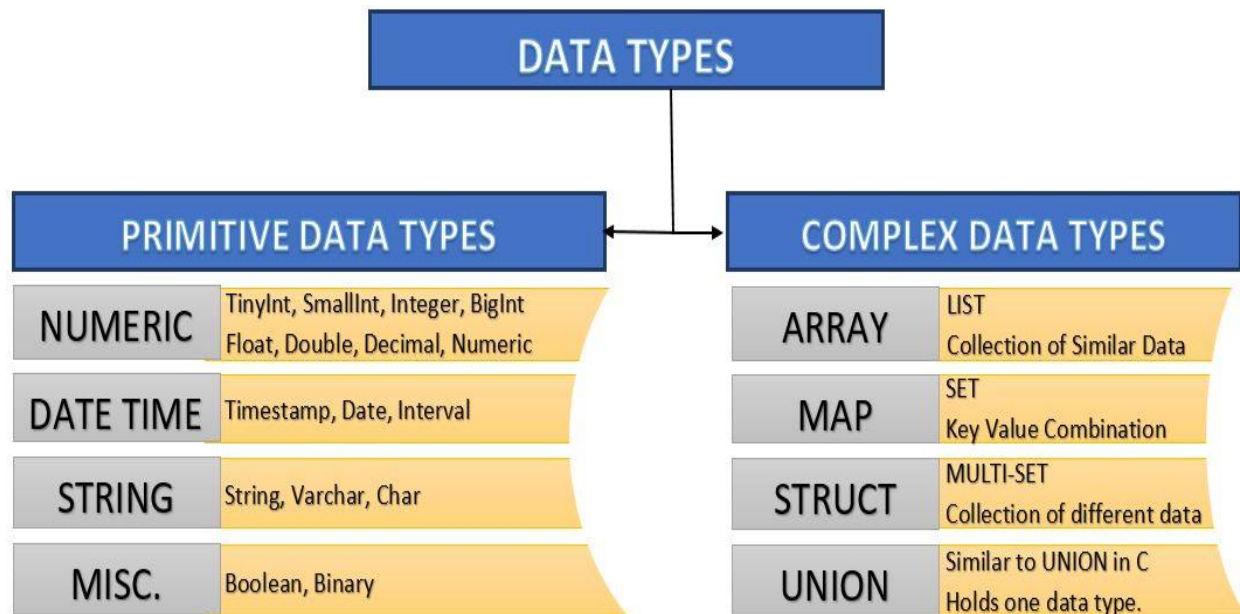 DATA TYPES
PRIMITIVE DATA TYPES
NUMERIC
TinyInt, SmallInt, Integer, BigInt
Float, Double, Decimal, Numeric
DATE TIME
Timestamp, Date, Interval
STRING
String, Varchar, Char
MISC.
Boolean, Binary
COMPLEX DATA TYPES
ARRAY
LIST
Collection of Similar Data
MAP
SET
Key Value Combination
STRUCT
MULTI-SET
Collection of different data
UNION
Similar to UNION in C
Holds one data type.